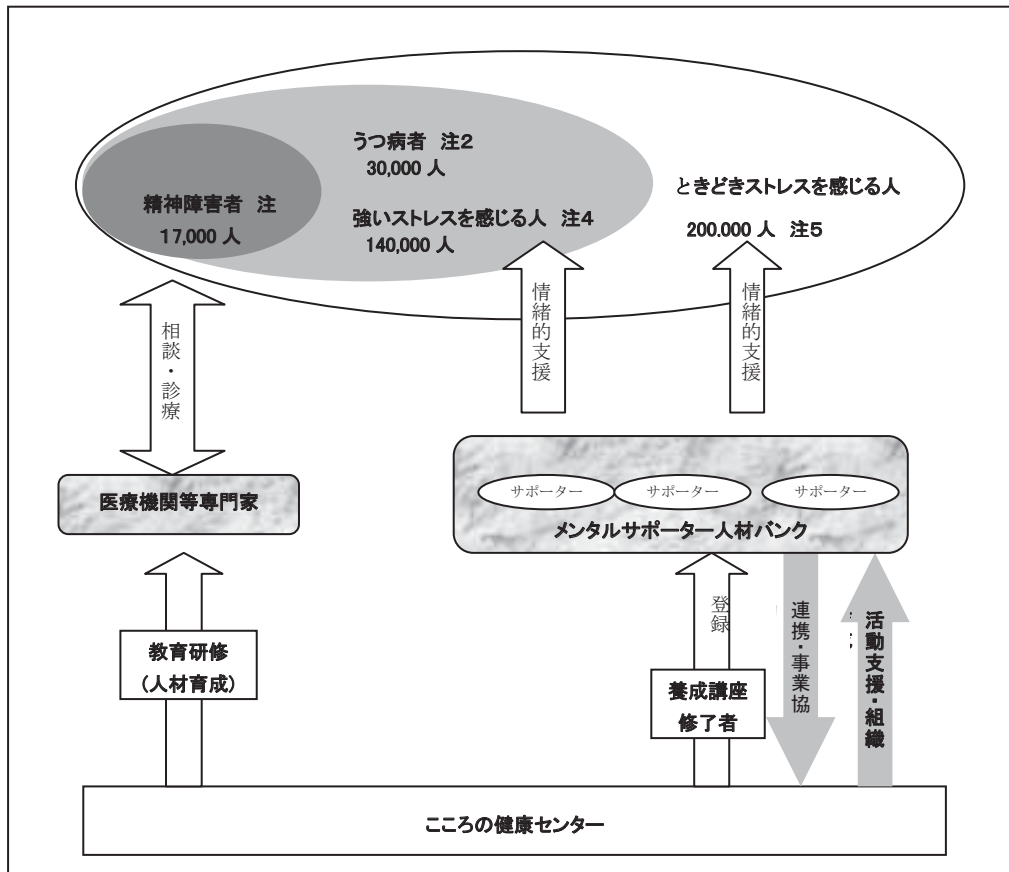 うつ病者 注２
30,000 人
精神障害者 注
17,000 人
強いストレスを感じる人 注４
140,000 人
ときどきストレスを感じる人
200.000 人 注５
相談・診療
情緒的支援
情緒的支援
医療機関等専門家
サポーター
サポーター
サポーター
メンタルサポーター人材バンク
教育研修
（人材育成）
登録
養成講座
修了者
連携・事業協
活動支援・組織
こころの健康センター